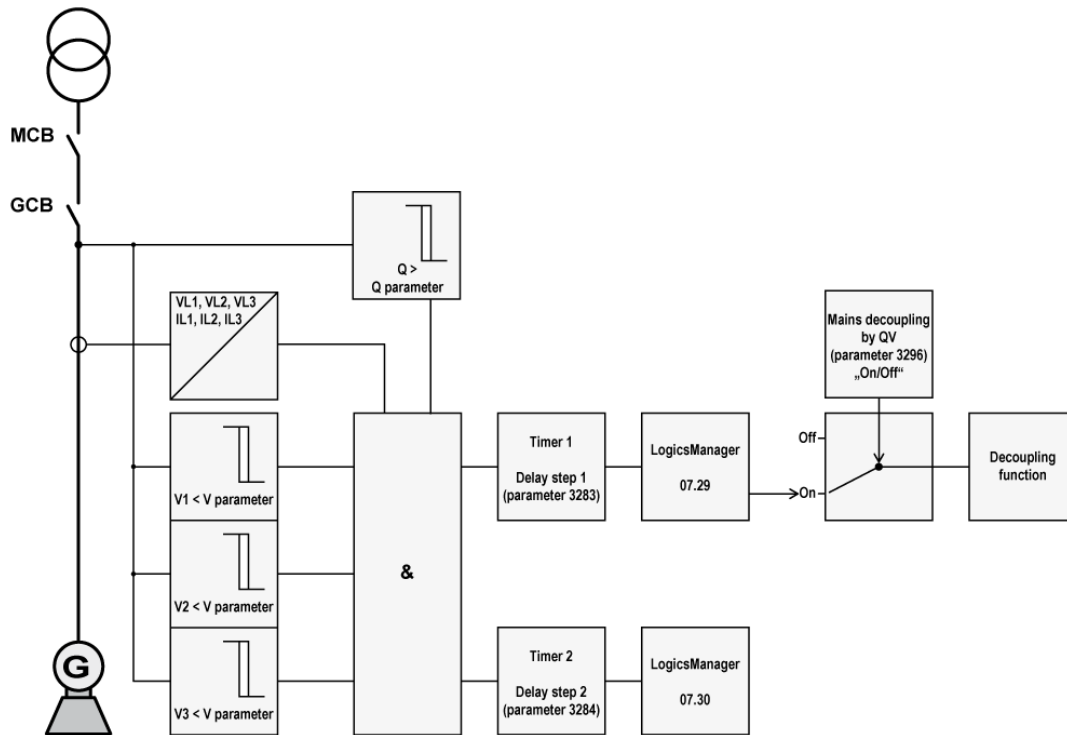 MCB
GCB
Q >
Q parameter
VL1, VL2, VL3
IL1, IL2, IL3
Mains decoupling
by QV
(parameter 3296)
„On/Off“
V1 < V parameter
V2 < V parameter
V3 < V parameter
&
Timer 1
Delay step 1
(parameter 3283)
LogicsManager
07.29
Off
On
Decoupling
function
Timer 2
Delay step 2
(parameter 3284)
LogicsManager
07.30
G